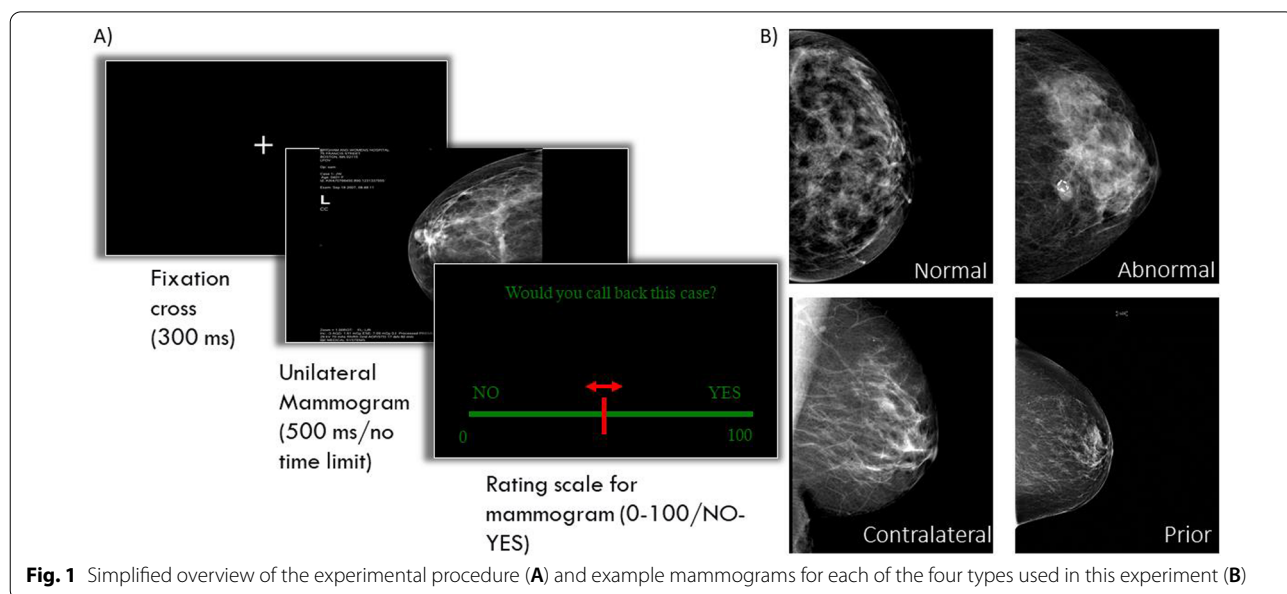 A)
Fixation
cross
(300 ms)
L
CC
Unilateral
Mammogram
(500 ms/no
time limit)
Would you call back this case?
NO YES
0 100
Rating scale for
mammogram (0-100/NO-
YES)
B)
Normal
Abnormal
Contralateral
Prior
Fig. 1 Simplified overview of the experimental procedure (A) and example mammograms for each of the four types used in this experiment (B)